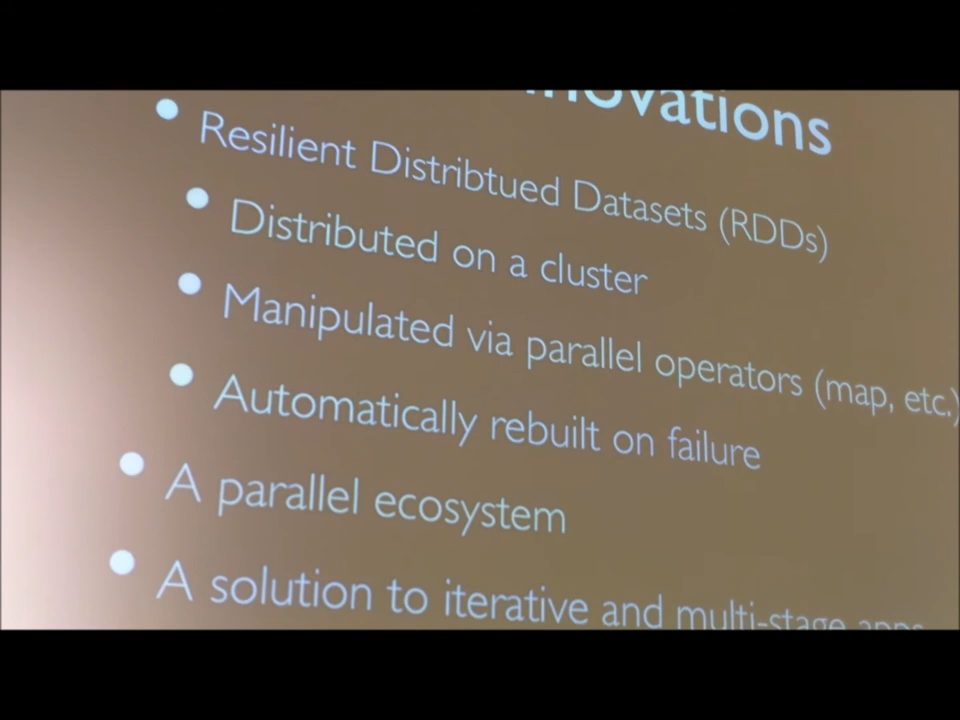 Innovations
Resilient Distribtued Datasets (RDDs)
Distributed on a cluster
Manipulated via parallel operators (map, etc.)
Automatically rebuilt on failure
A parallel ecosystem
A solution to iterative and multi-stage apps